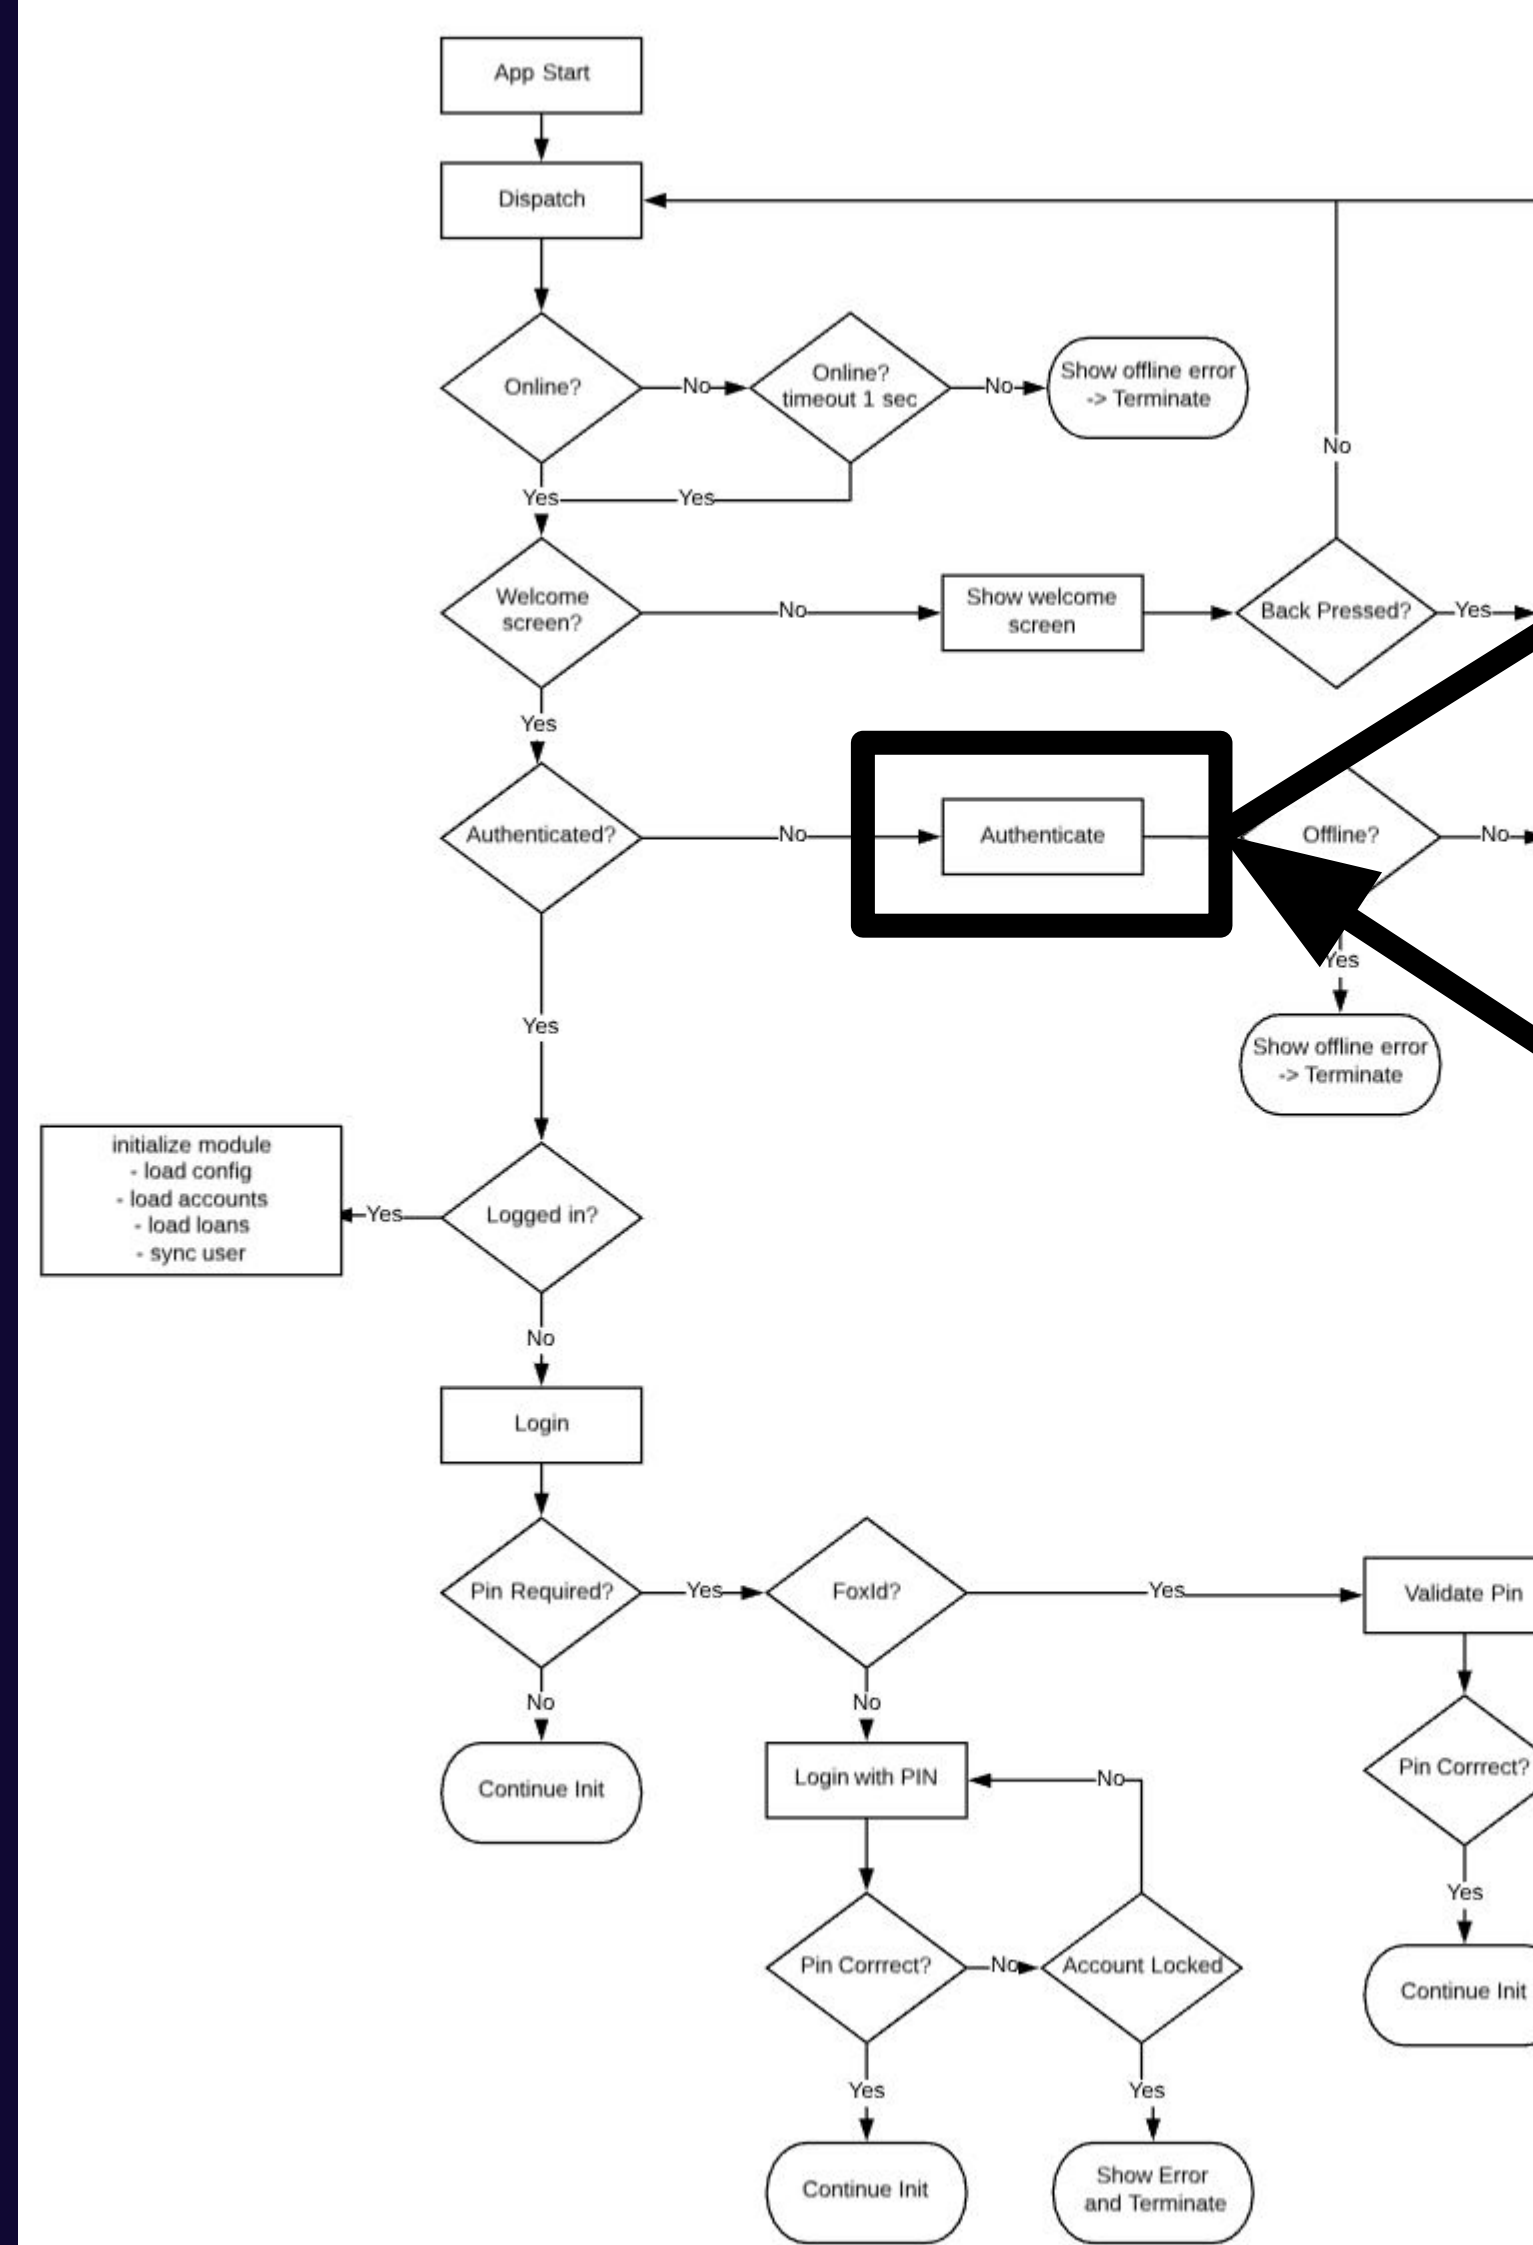 App Start
Dispatch
Online?
No
Online?
timeout 1 sec
No
Show offline error
-> Terminate
No
Yes
Yes
Welcome
screen?
No
Show welcome
screen
Back Pressed?
Yes
Yes
Authenticated?
No
Authenticate
Offline?
No
Yes
Show offline error
-> Terminate
Yes
initialize module
- load config
- load accounts
- load loans
- sync user
Yes
Logged in?
No
Login
Pin Required?
Yes
FoxId?
Yes
Validate Pin
No
No
Continue Init
Login with PIN
No
Pin Corrrect?
Yes
Continue Init
Pin Corrrect?
No
Account Locked
Yes
Yes
Continue Init
Show Error
and Terminate